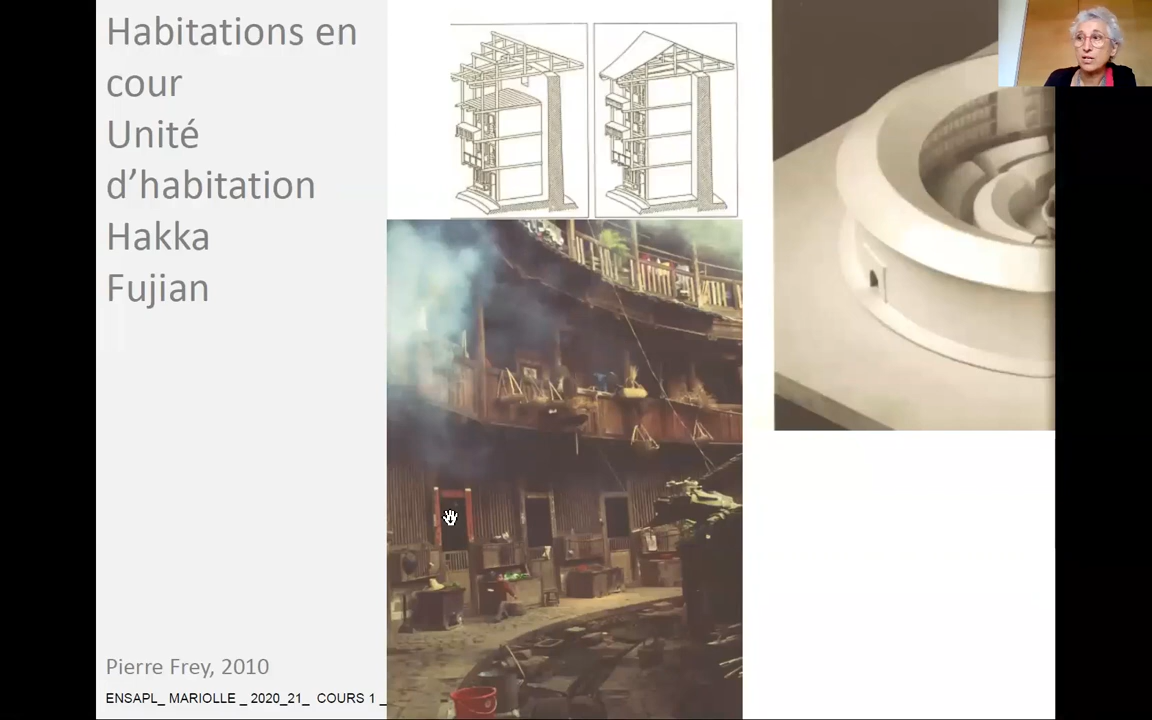 Habitations en
cour
Unité
d’habitation
Hakka
Fujian
Pierre Frey, 2010
ENSAPL_ MARIOLLE _ 2020_21_ COURS 1 _